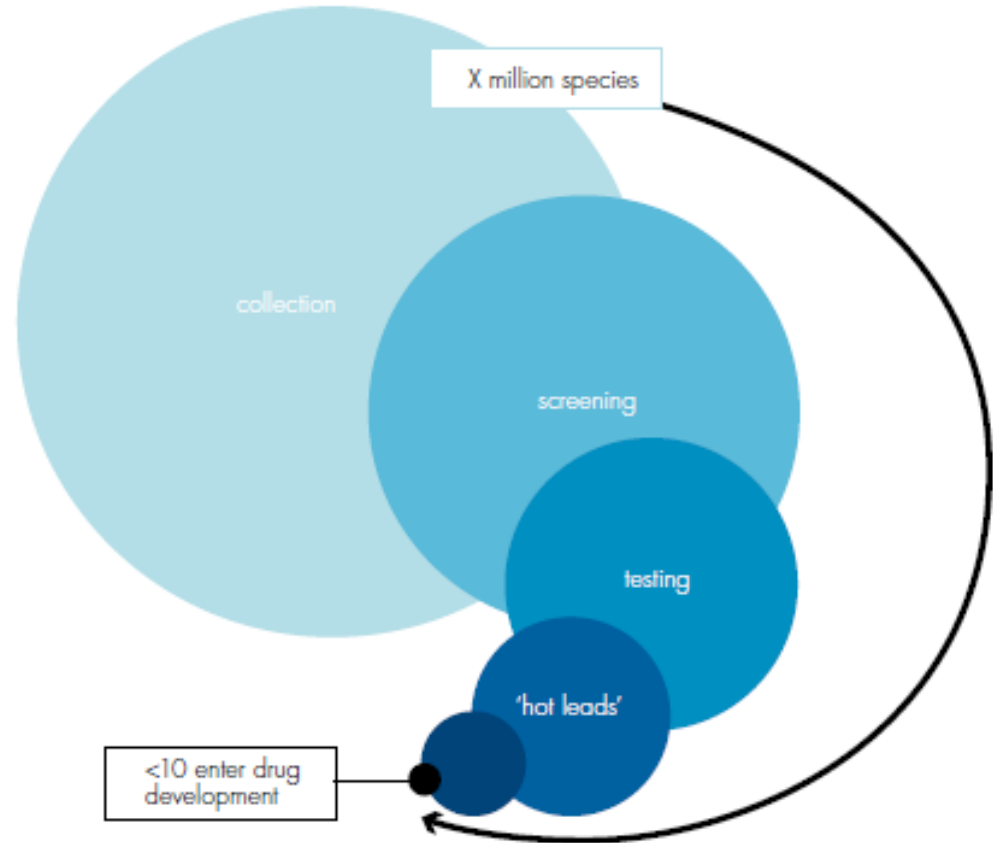 X million species
collection
screening
testing
'hot leads'
<10 enter drug
development